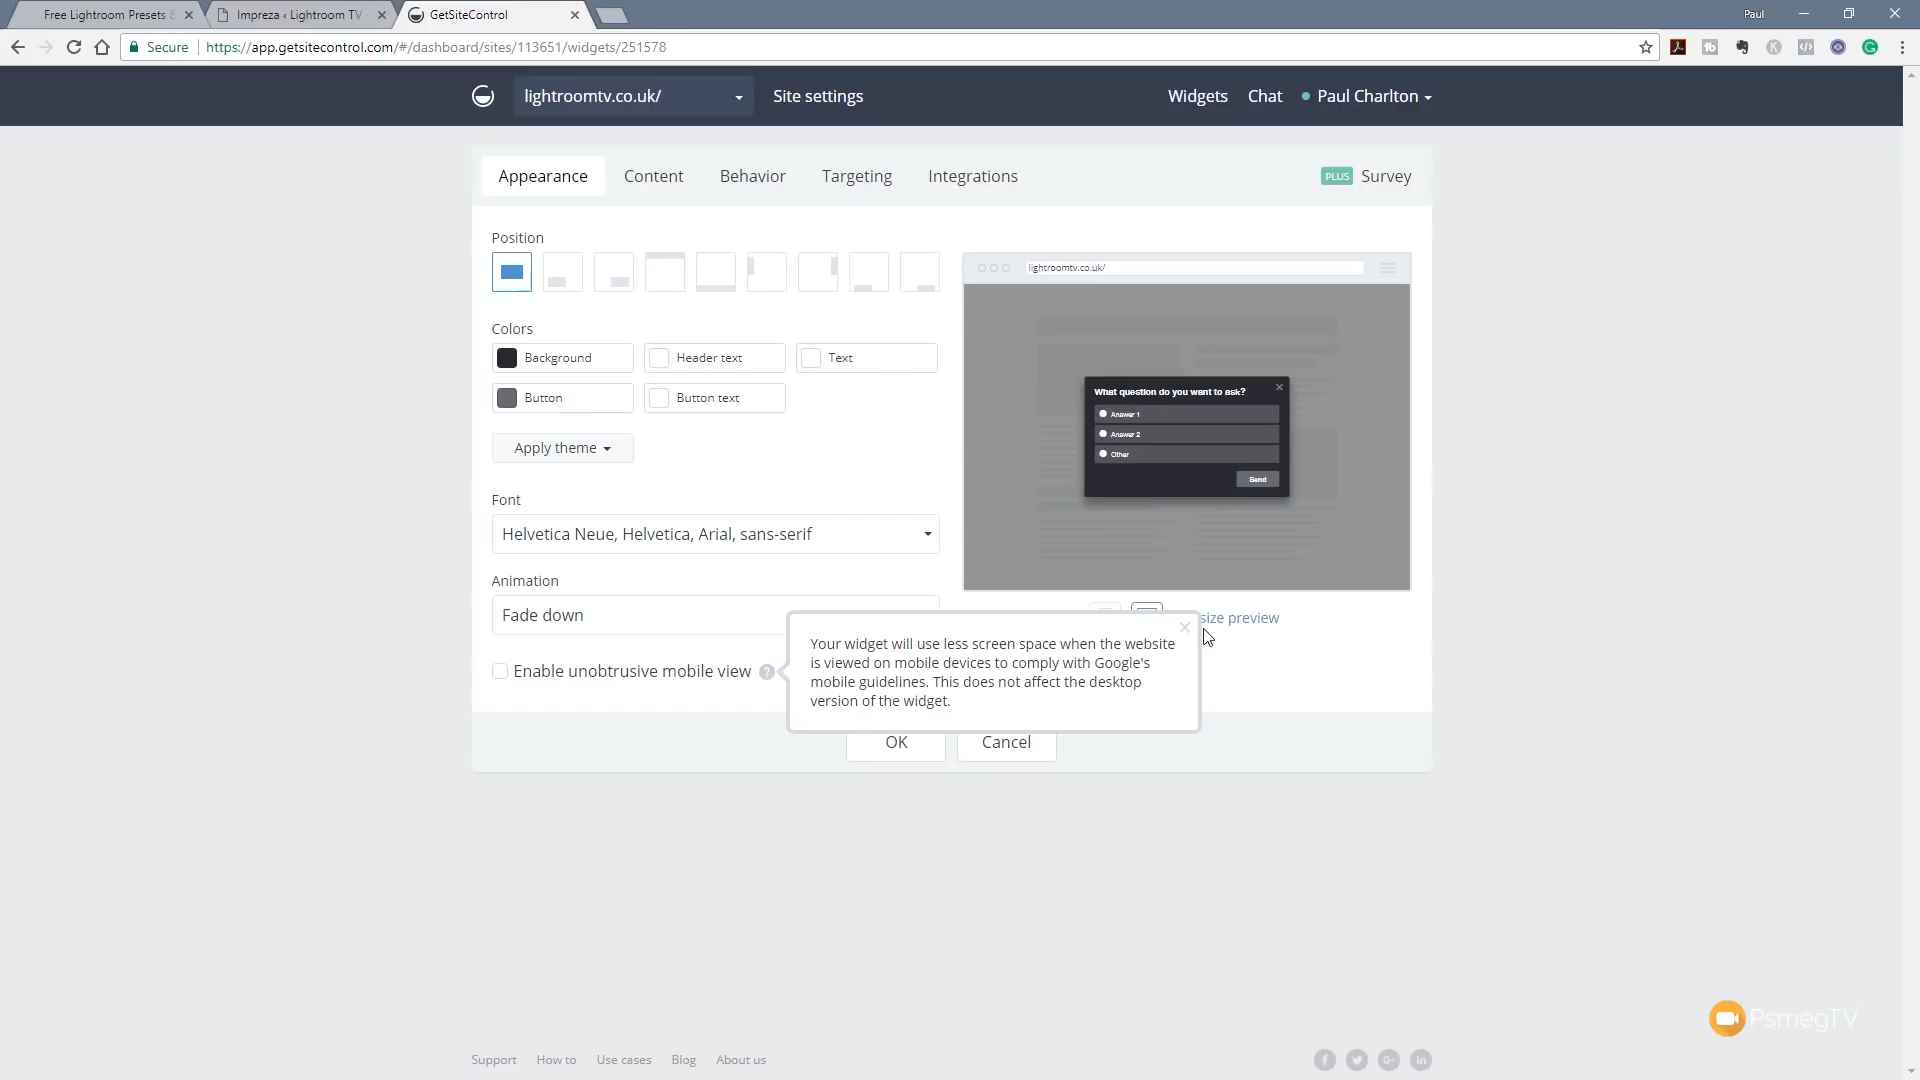 Free Lightroom Presets &
Impreza ‹ Lightroom TV
GetSiteControl
Paul
Secure
https://app.getsitecontrol.com/#/dashboard/sites/113651/widgets/251578
lightroomtv.co.uk/
Site settings
Widgets
Chat
Paul Charlton
Appearance
Content
Behavior
Targeting
Integrations
PLUS
Survey
Position
lightroomtv.co.uk/
Colors
Background
Header text
Text
Button
Button text
What question do you want to ask?
Answer 1
Answer 2
Other
Send
Apply theme
Font
Helvetica Neue, Helvetica, Arial, sans-serif
Animation
Fade down
size preview
Enable unobtrusive mobile view
?
Your widget will use less screen space when the website
is viewed on mobile devices to comply with Google's
mobile guidelines. This does not affect the desktop
version of the widget.
OK
Cancel
PsmegTV
Support
How to
Use cases
Blog
About us